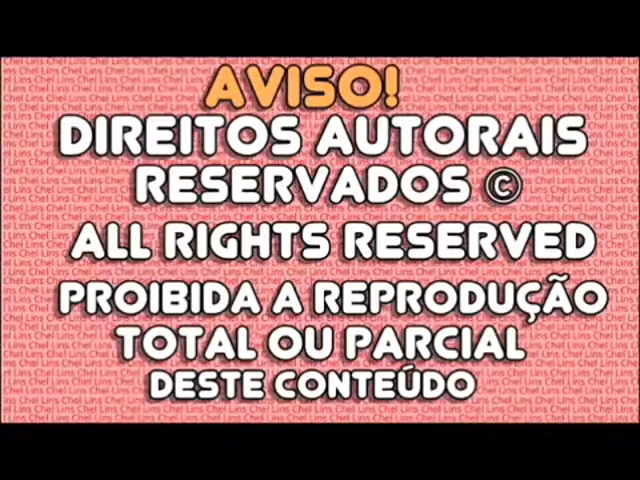 AVISO!
DIREITOS AUTORAIS
RESERVADOS ©
ALL RIGHTS RESERVED
PROIBIDA A REPRODUÇÃO
TOTAL OU PARCIAL
DESTE CONTEÚDO